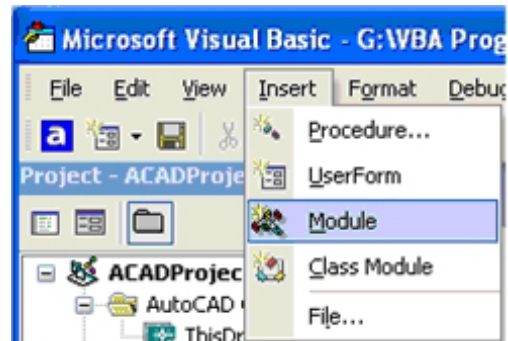 Microsoft Visual Basic - G:\VBA Prog
File Edit View Insert Format Debug
a
Procedure...
Project - ACADProje
UserForm
Module
ACADProjec
Class Module
AutoCAD
File...
ThisDr